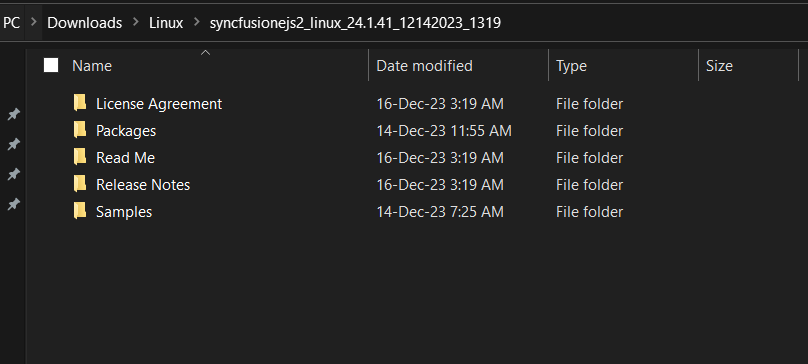 PC > Downloads > Linux > syncfusionejs2_linux_24.1.41_12142023_1319
Name Date modified Type Size
License Agreement 16-Dec-23 3:19 AM File folder
Packages 14-Dec-23 11:55 AM File folder
Read Me 16-Dec-23 3:19 AM File folder
Release Notes 16-Dec-23 3:19 AM File folder
Samples 14-Dec-23 7:25 AM File folder